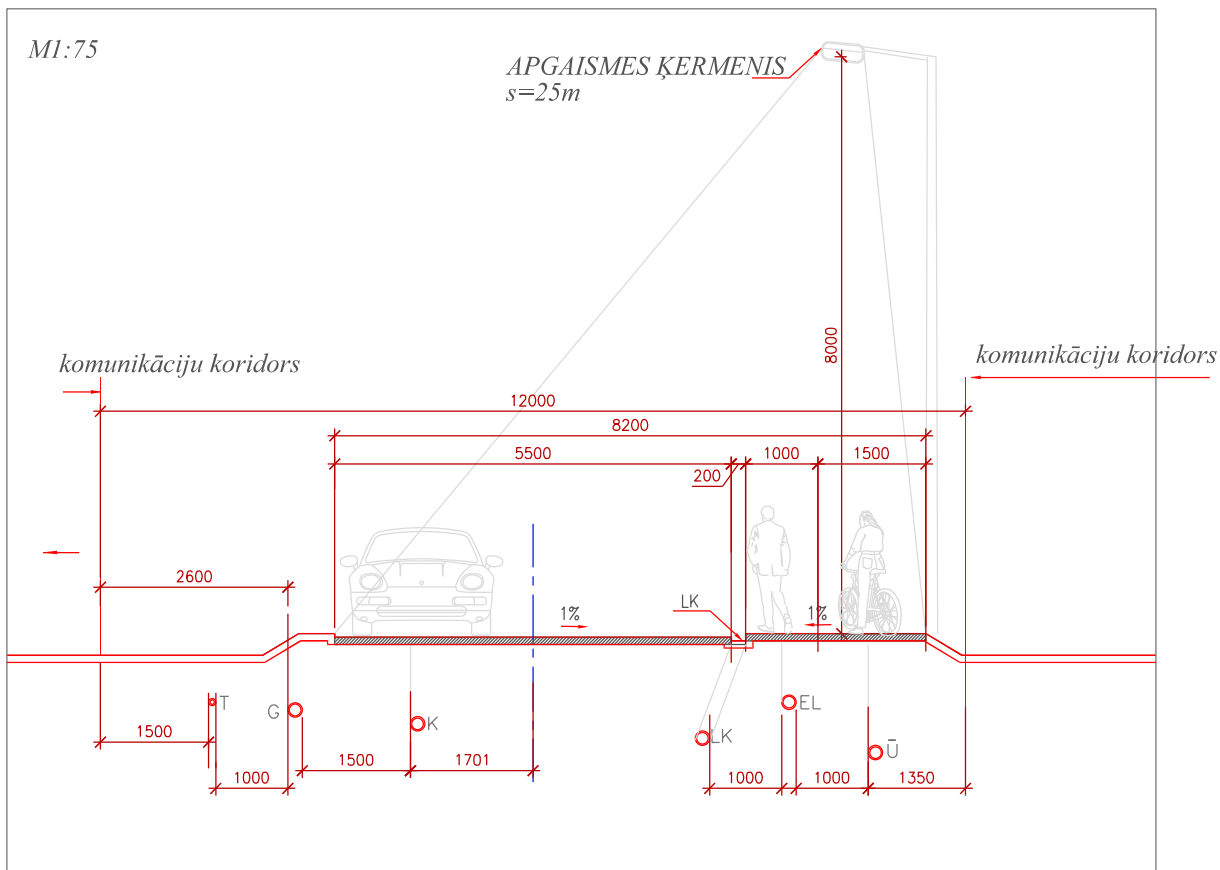 M1:75
APGAISMES ĶERMENIS
s=25m
8000
komunikāciju koridors
komunikāciju koridors
12000
8200
5500
1000
1500
200
2600
1%
LK
1%
T
G
K
LK
EL
Ū
1500
1500
1701
1000
1000
1000
1350